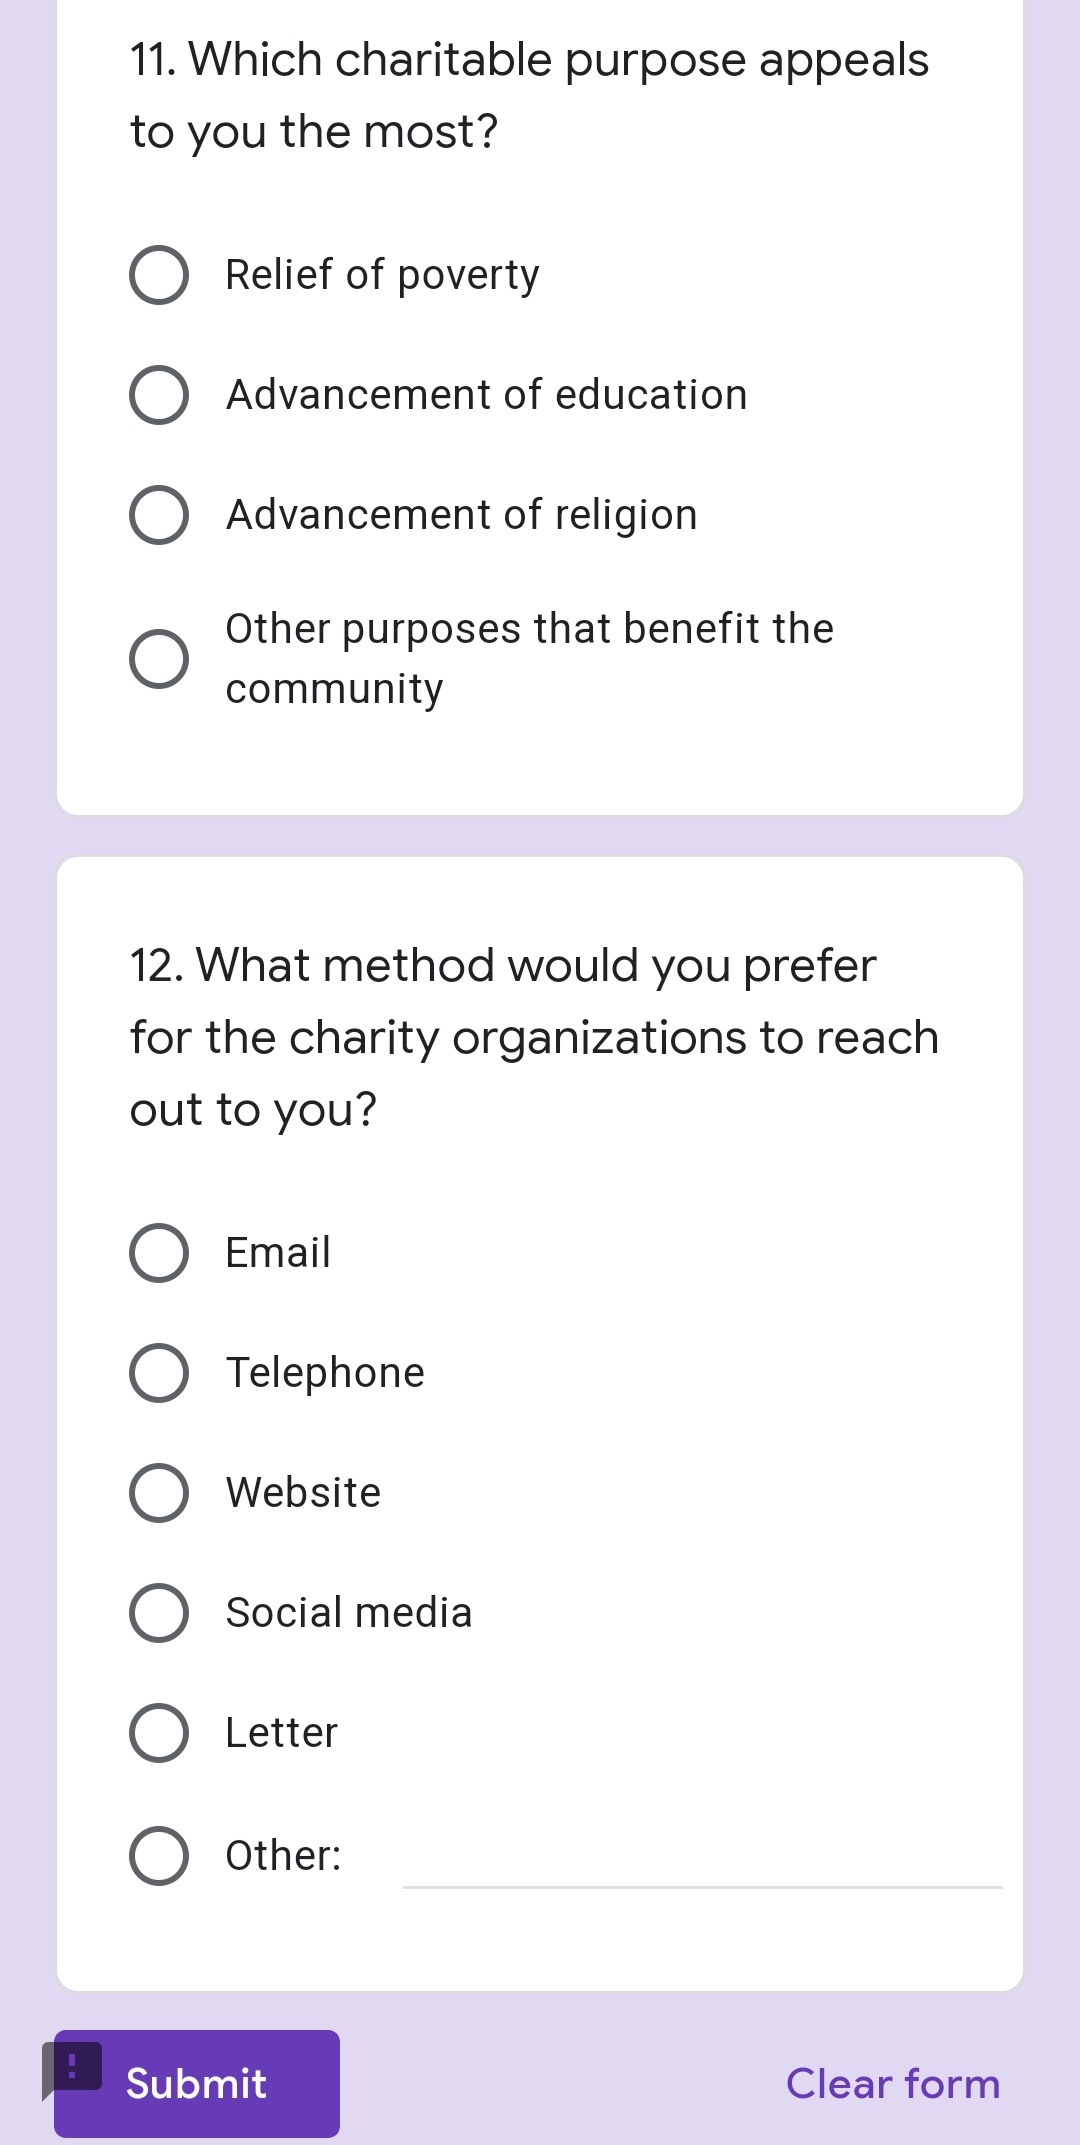 11. Which charitable purpose appeals
to you the most?
Relief of poverty
Advancement of education
Advancement of religion
Other purposes that benefit the
community
12. What method would you prefer
for the charity organizations to reach
out to you?
Email
Telephone
Website
Social media
Letter
Other:
Submit
Clear form